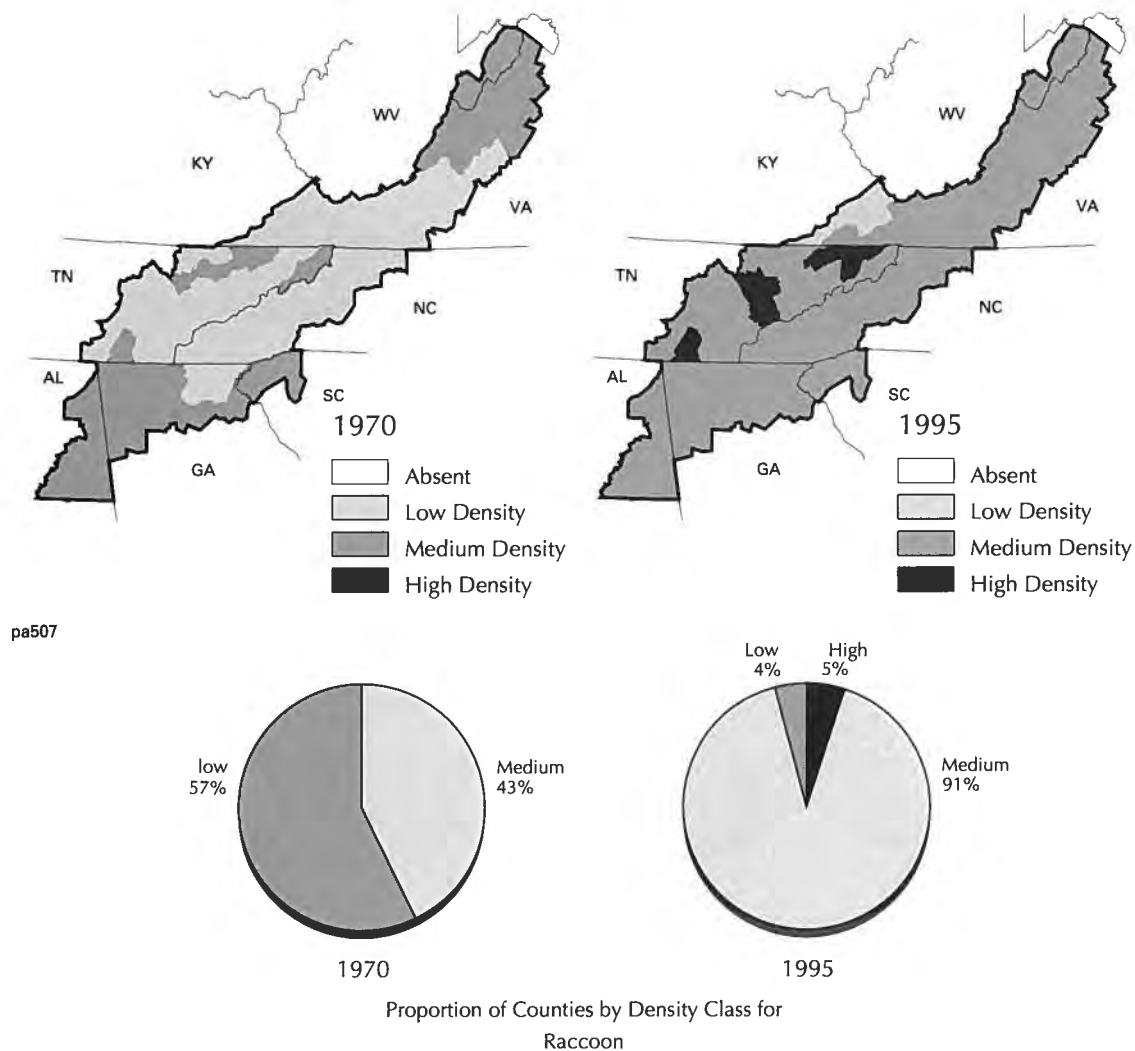 WV
KY
VA
TN
NC
AL
SC
GA
1970
Absent
Low Density
Medium Density
High Density
WV
KY
VA
TN
NC
AL
SC
GA
1995
Absent
Low Density
Medium Density
High Density
pa507
low
57%
Medium
43%
1970
Low
4%
High
5%
Medium
91%
1995
Proportion of Counties by Density Class for
Raccoon